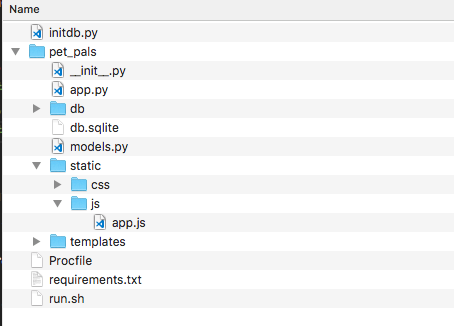 Name
initdb.py
pet_pals
__init__.py
app.py
db
db.sqlite
models.py
static
css
js
app.js
templates
Procfile
requirements.txt
run.sh